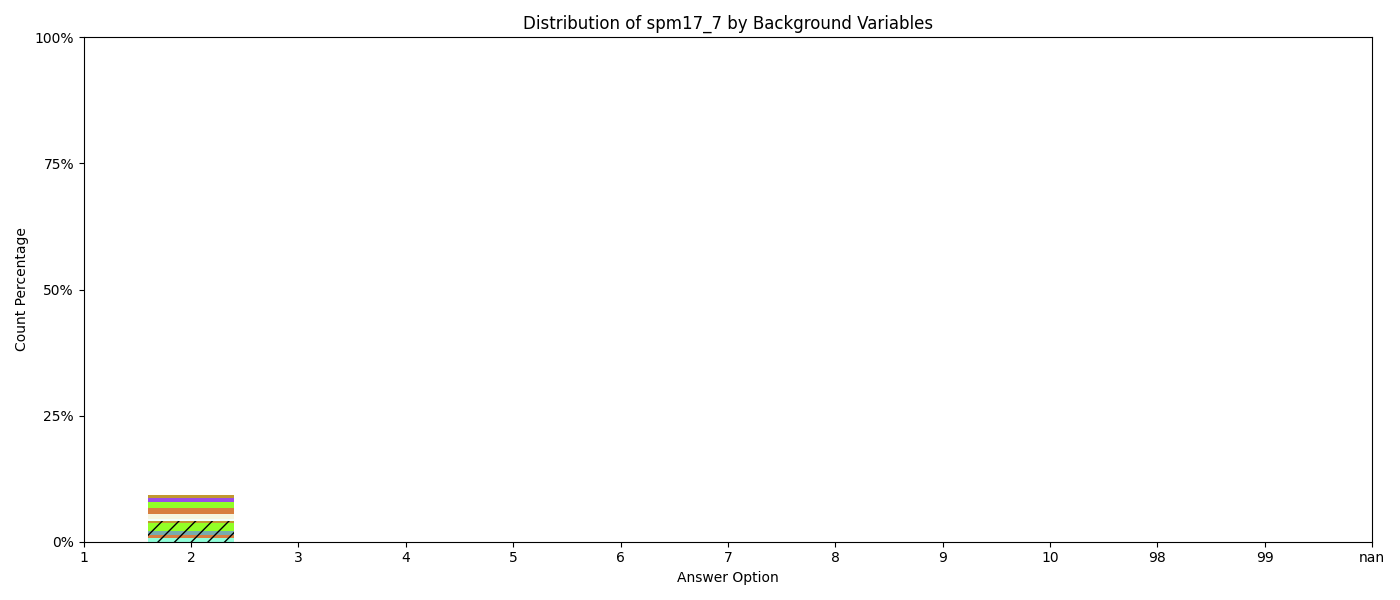 Distribution of spm17_7 by Background Variables
100%
75%
50%
25%
0%
Count Percentage
1 2 3 4 5 6 7 8 9 10 98 99 nan
Answer Option